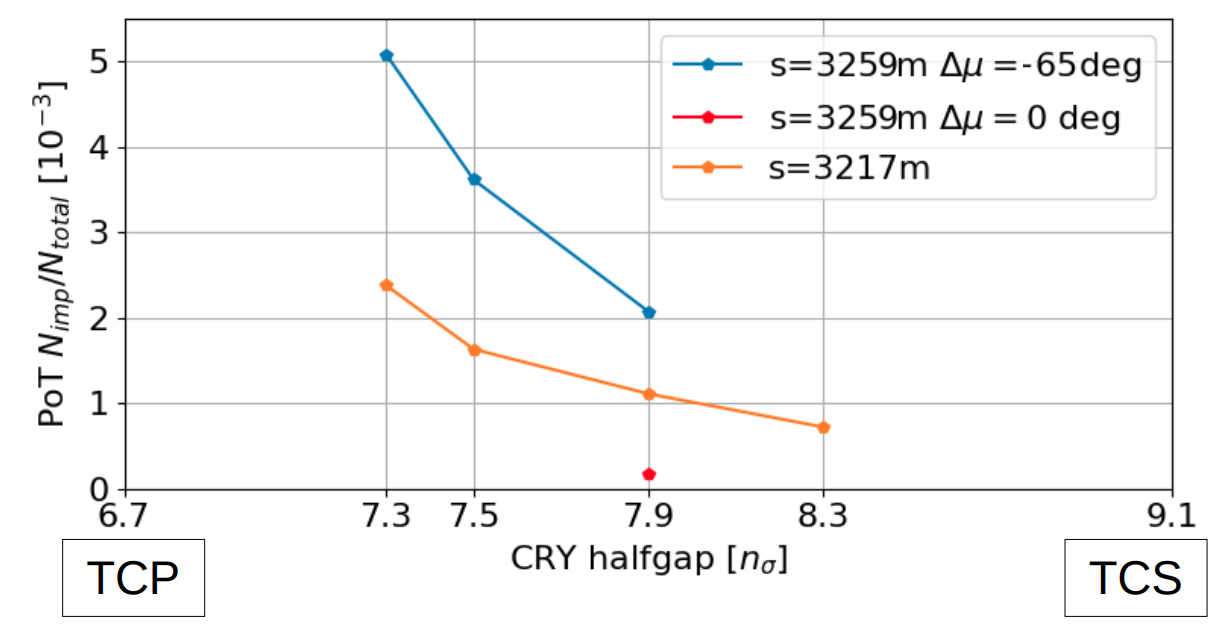 PoT N_imp/N_total [10^−3]
5
4
3
2
1
0
s=3259m Δμ =-65deg
s=3259m Δμ = 0 deg
s=3217m
6.7 7.3 7.5 7.9 8.3 9.1
CRY halfgap [n_σ]
TCP
TCS